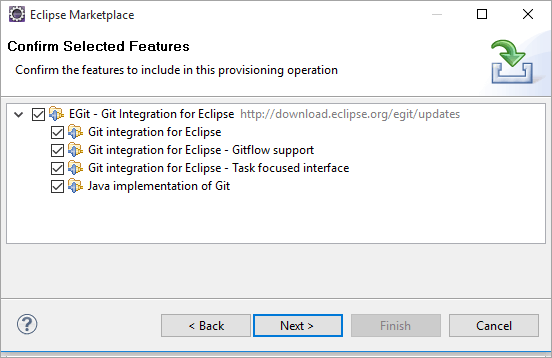 Eclipse Marketplace
Confirm Selected Features
Confirm the features to include in this provisioning operation
EGit - Git Integration for Eclipse http://download.eclipse.org/egit/updates
Git integration for Eclipse
Git integration for Eclipse - Gitflow support
Git integration for Eclipse - Task focused interface
Java implementation of Git
? < Back Next > Finish Cancel